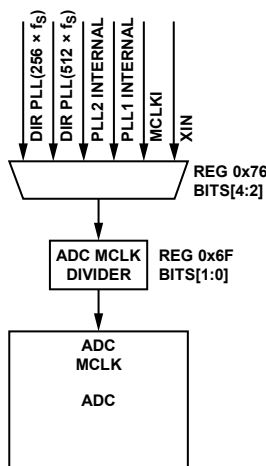 DIR PLL(256 × fS)
DIR PLL(512 × fS)
PLL2 INTERNAL
PLL1 INTERNAL
MCLKI
XIN
REG 0x76
BITS[4:2]
ADC MCLK
DIVIDER
REG 0x6F
BITS[1:0]
ADC
MCLK
ADC